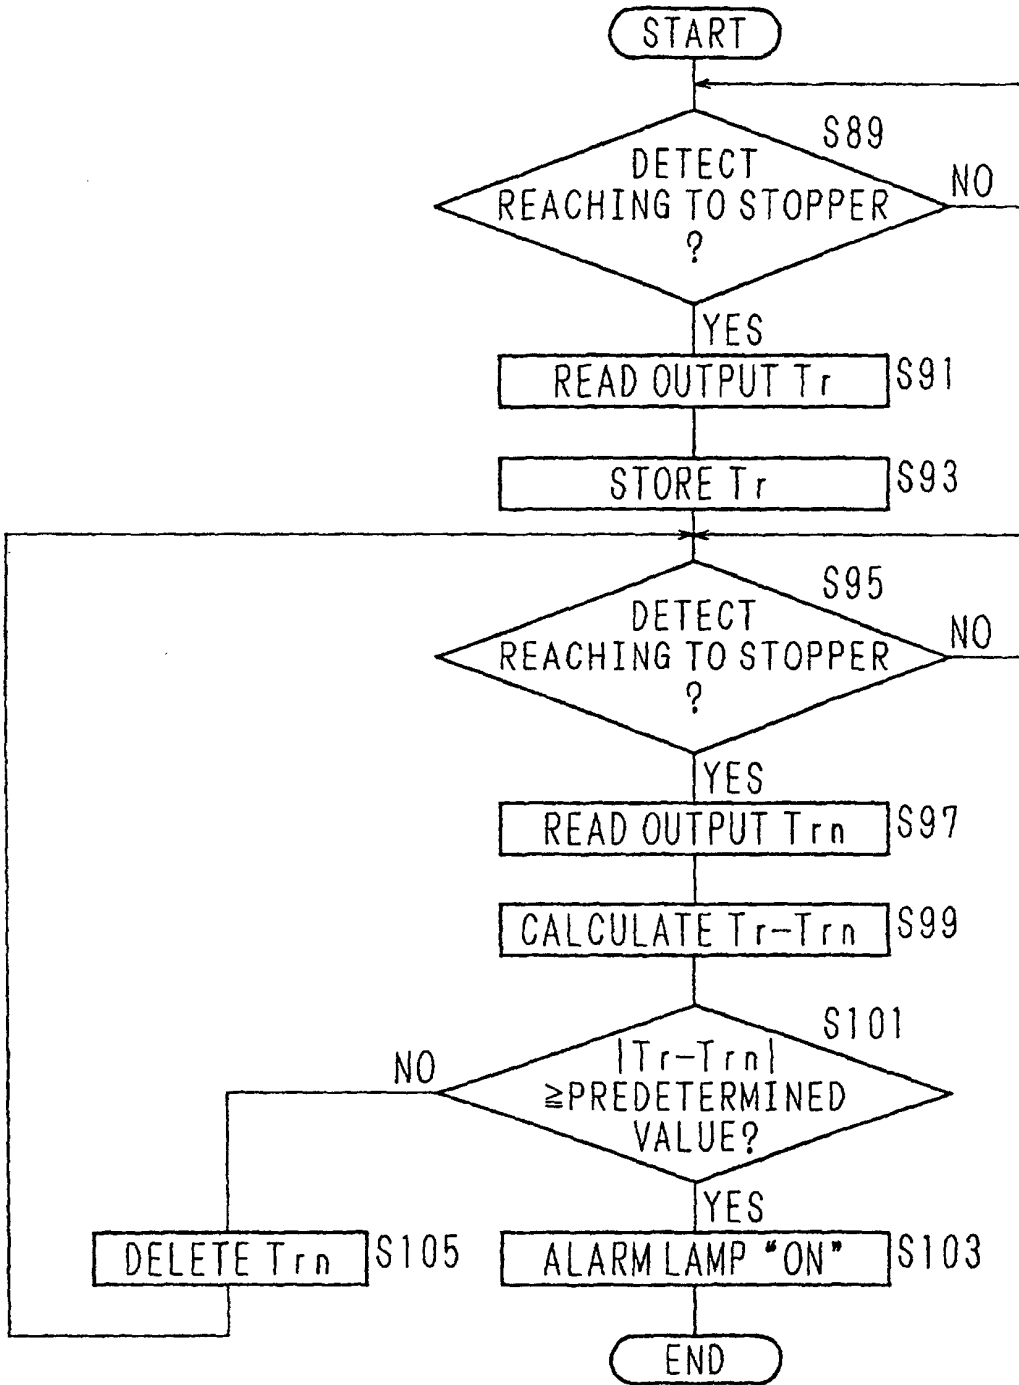 START
S89
DETECT
REACHING TO STOPPER
?
NO
YES
READ OUTPUT Tr
S91
STORE Tr
S93
S95
DETECT
REACHING TO STOPPER
?
NO
YES
READ OUTPUT Trn
S97
CALCULATE Tr-Trn
S99
S101
|Tr-Trn|
≧PREDETERMINED
VALUE?
NO
YES
DELETE Trn
S105
ALARM LAMP "ON"
S103
END